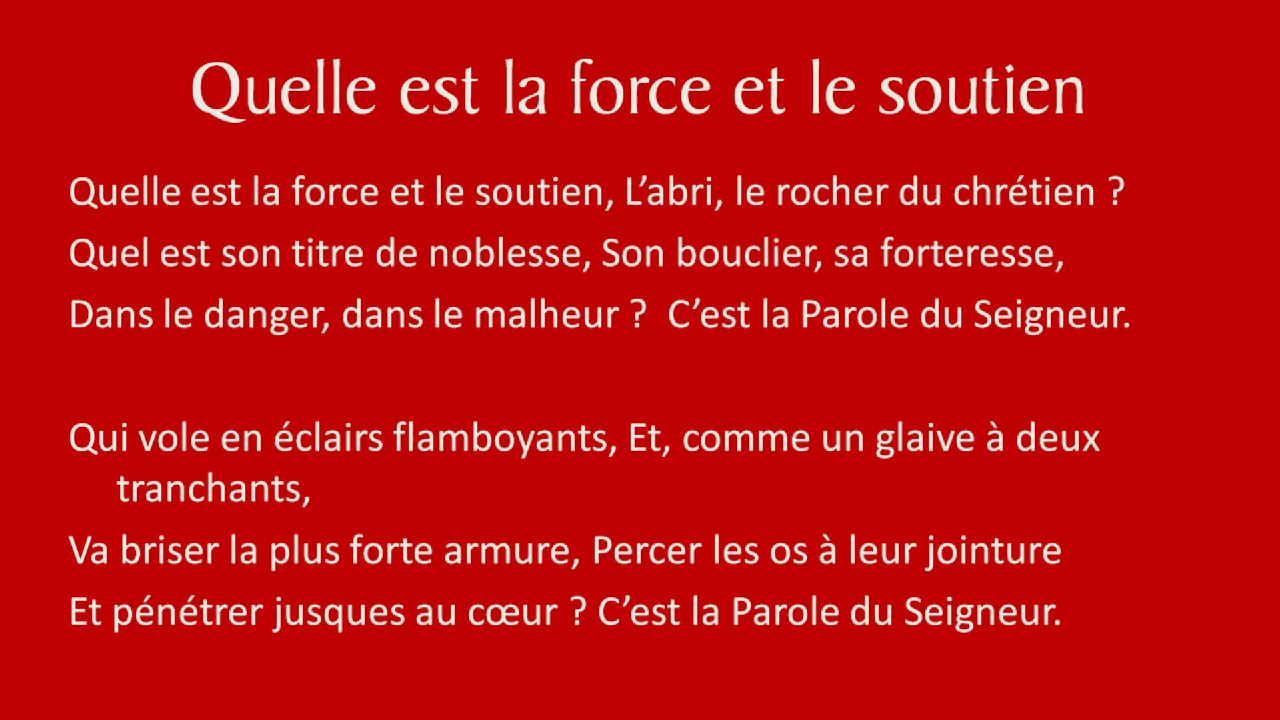 Quelle est la force et le soutien
Quelle est la force et le soutien, L’abri, le rocher du chrétien ?
Quel est son titre de noblesse, Son bouclier, sa forteresse,
Dans le danger, dans le malheur ?  C’est la Parole du Seigneur.
Qui vole en éclairs flamboyants, Et, comme un glaive à deux
tranchants,
Va briser la plus forte armure, Percer les os à leur jointure
Et pénétrer jusques au cœur ? C’est la Parole du Seigneur.